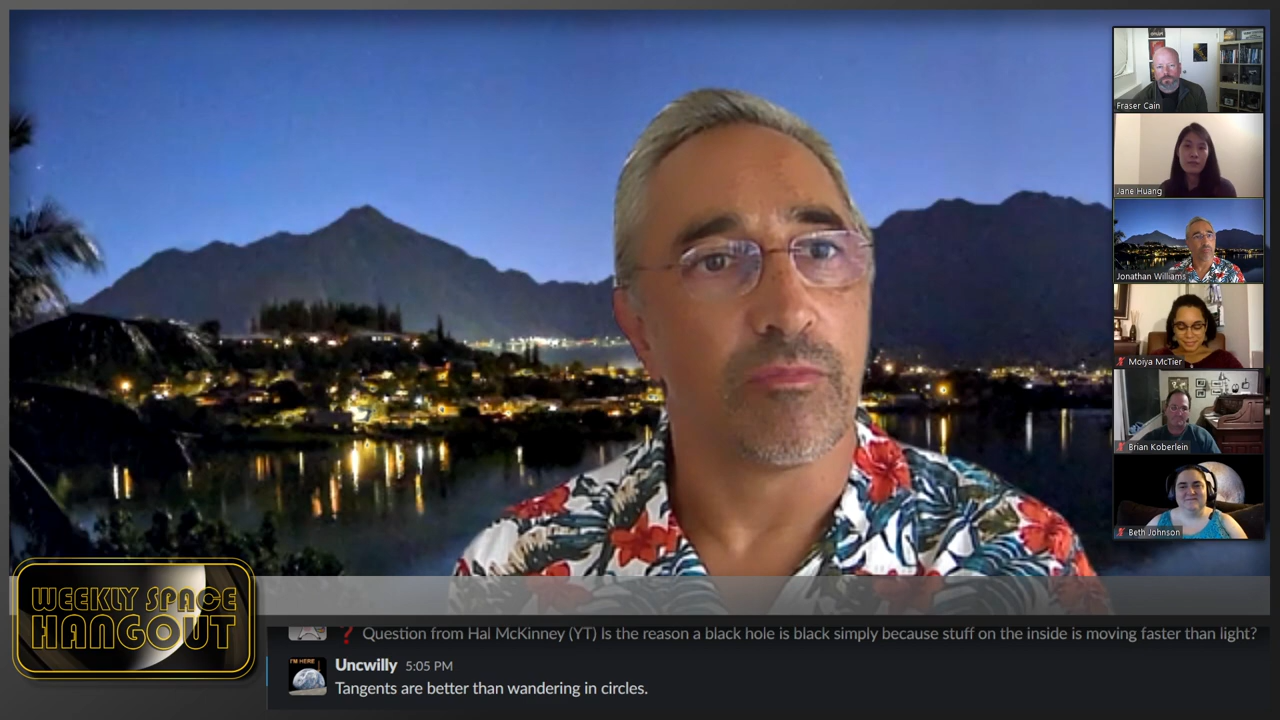 Fraser Cain
Jane Huang
Jonathan Williams
Moiya McTier
Brian Koberlein
Beth Johnson
WEEKLY SPACE
HANGOUT
❓ Question from Hal McKinney (YT) Is the reason a black hole is black simply because stuff on the inside is moving faster than light?
I'M HERE
Uncwilly 5:05 PM
Tangents are better than wandering in circles.